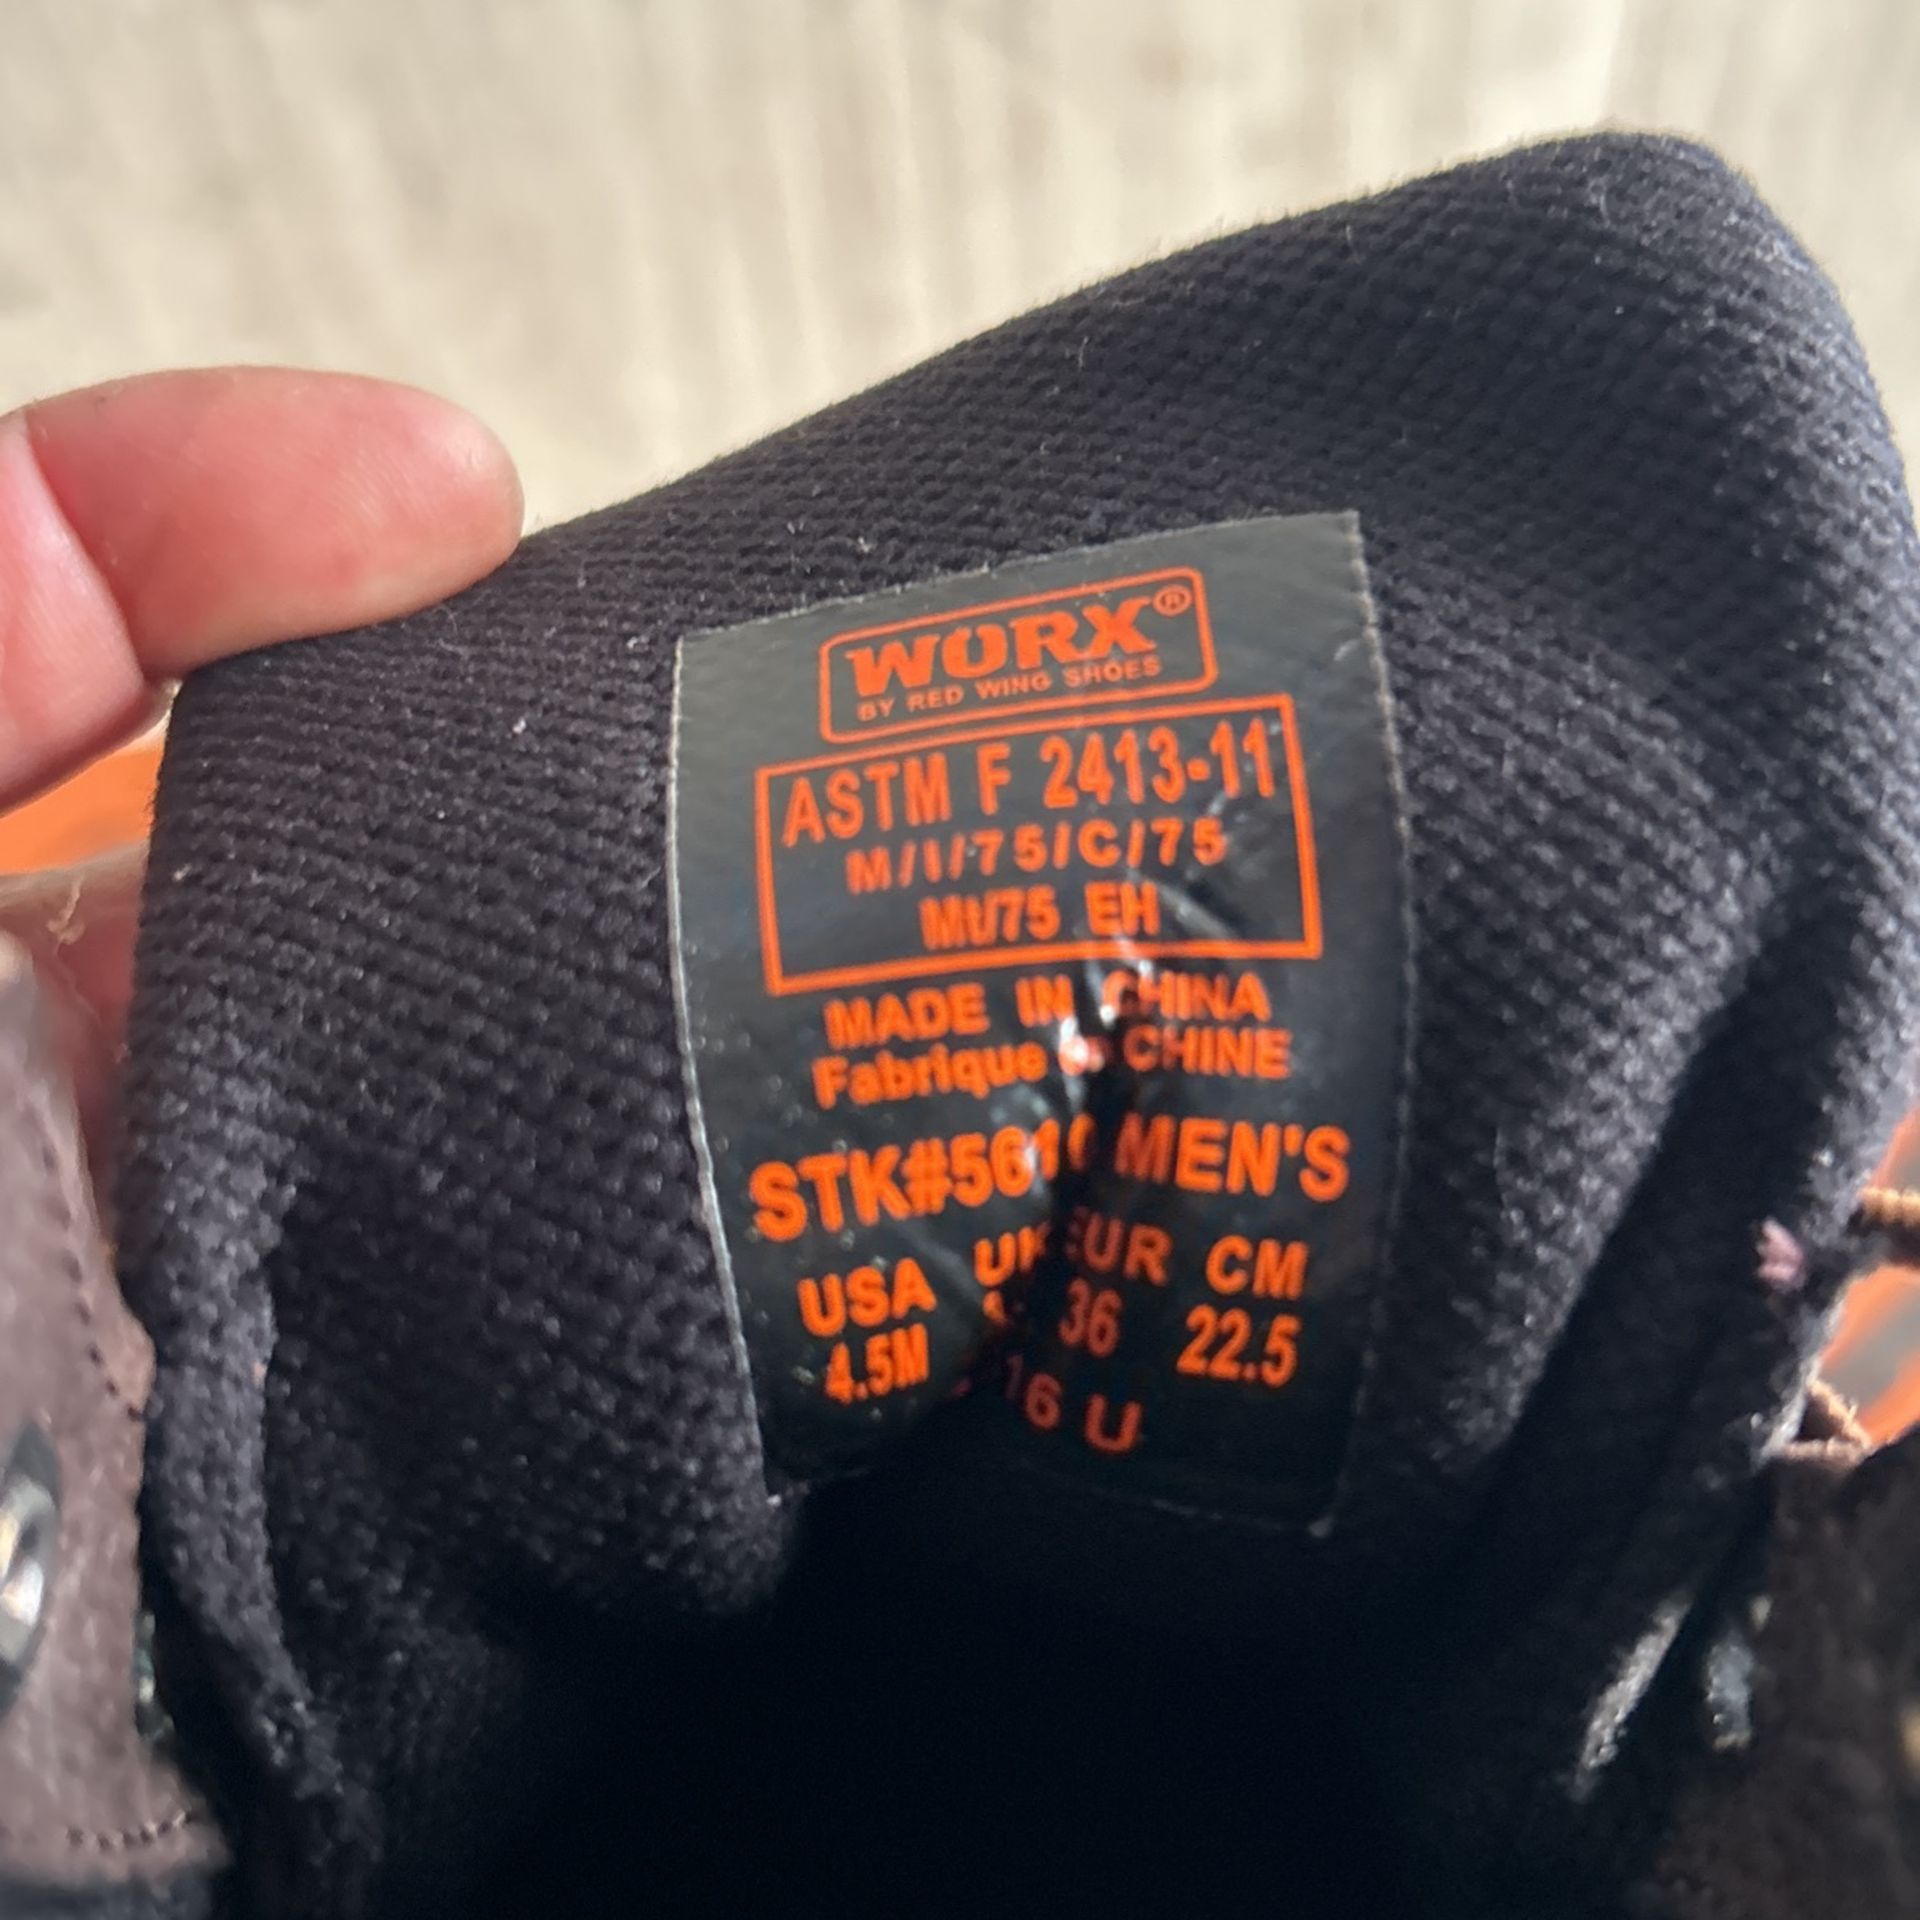 WORX®
BY RED WING SHOES
ASTM F 2413-11
M/I/75/C/75
Mt/75 EH
MADE IN CHINA
Fabrique CHINE
MEN'S
USA EUR CM
4.5M 36 22.5
16 U